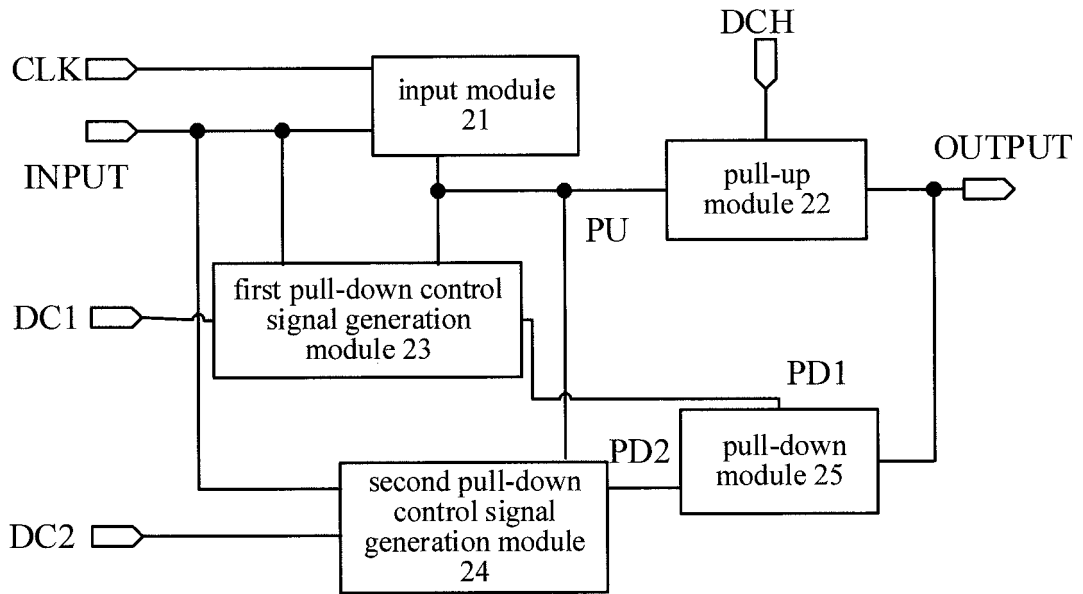 DCH
CLK
input module
21
INPUT
OUTPUT
pull-up
module 22
PU
first pull-down control
signal generation
module 23
DC1
PD1
pull-down
module 25
PD2
second pull-down
control signal
generation module
24
DC2